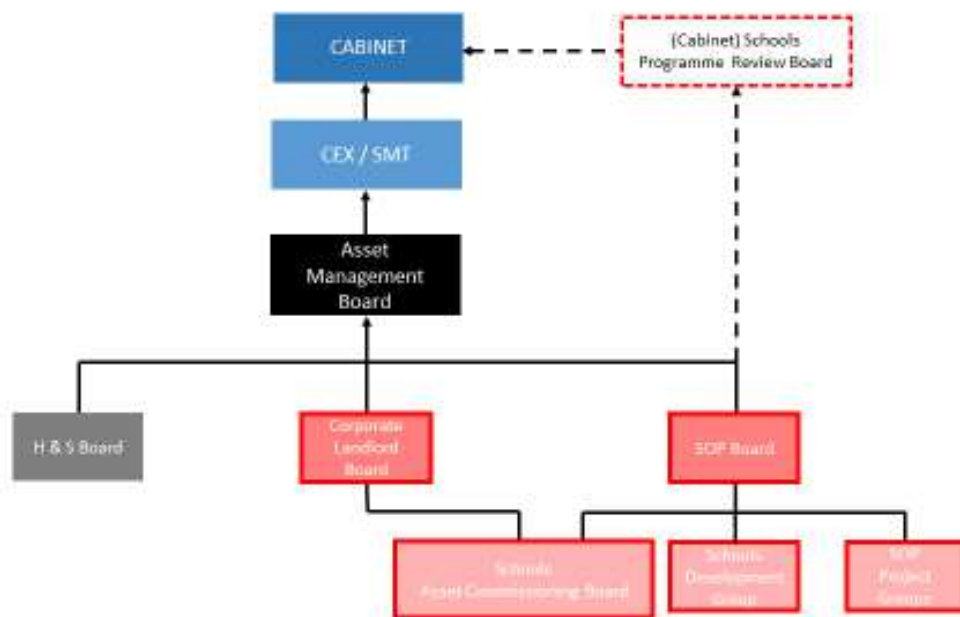 CABINET
(Cabinet) Schools
Programme Review Board
CEX / SMT
Asset
Management
Board
H & S Board
Corporate
Landlord
Board
SOP Board
Schools
Asset Commissioning Board
Schools
Development
Group
SOP
Project
Groups